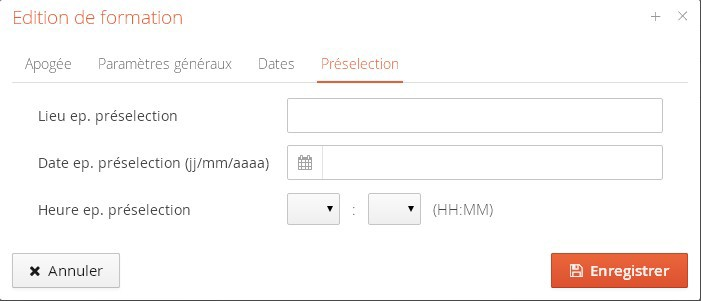 Edition de formation
Apogée Paramètres généraux Dates Préselection
Lieu ep. préselection
Date ep. préselection (jj/mm/aaaa)
Heure ep. préselection : (HH:MM)
Annuler Enregistrer